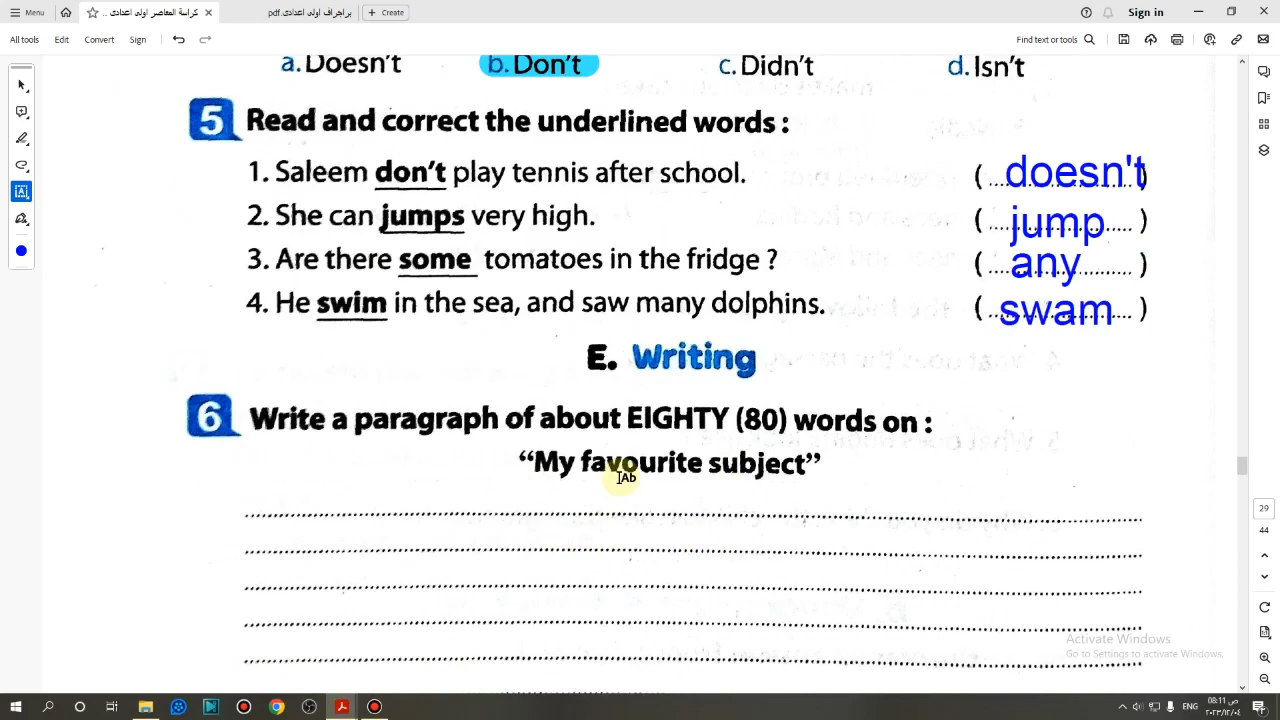 Menu
كراسة المعاصر اولى اعدادى ..
براجراف اولى اعدادى.pdf
+ Create
Sign in
All tools Edit Convert Sign
Find text or tools
a. Doesn't b. Don't c. Didn't d. Isn't
5 Read and correct the underlined words :
1. Saleem don't play tennis after school. (doesn't)
2. She can jumps very high. (jump)
3. Are there some tomatoes in the fridge ? (any)
4. He swim in the sea, and saw many dolphins. (swam)
E. Writing
6 Write a paragraph of about EIGHTY (80) words on :
“My favourite subject”
Ab
29
44
Activate Windows
Go to Settings to activate Windows.
ENG
08:11 ص